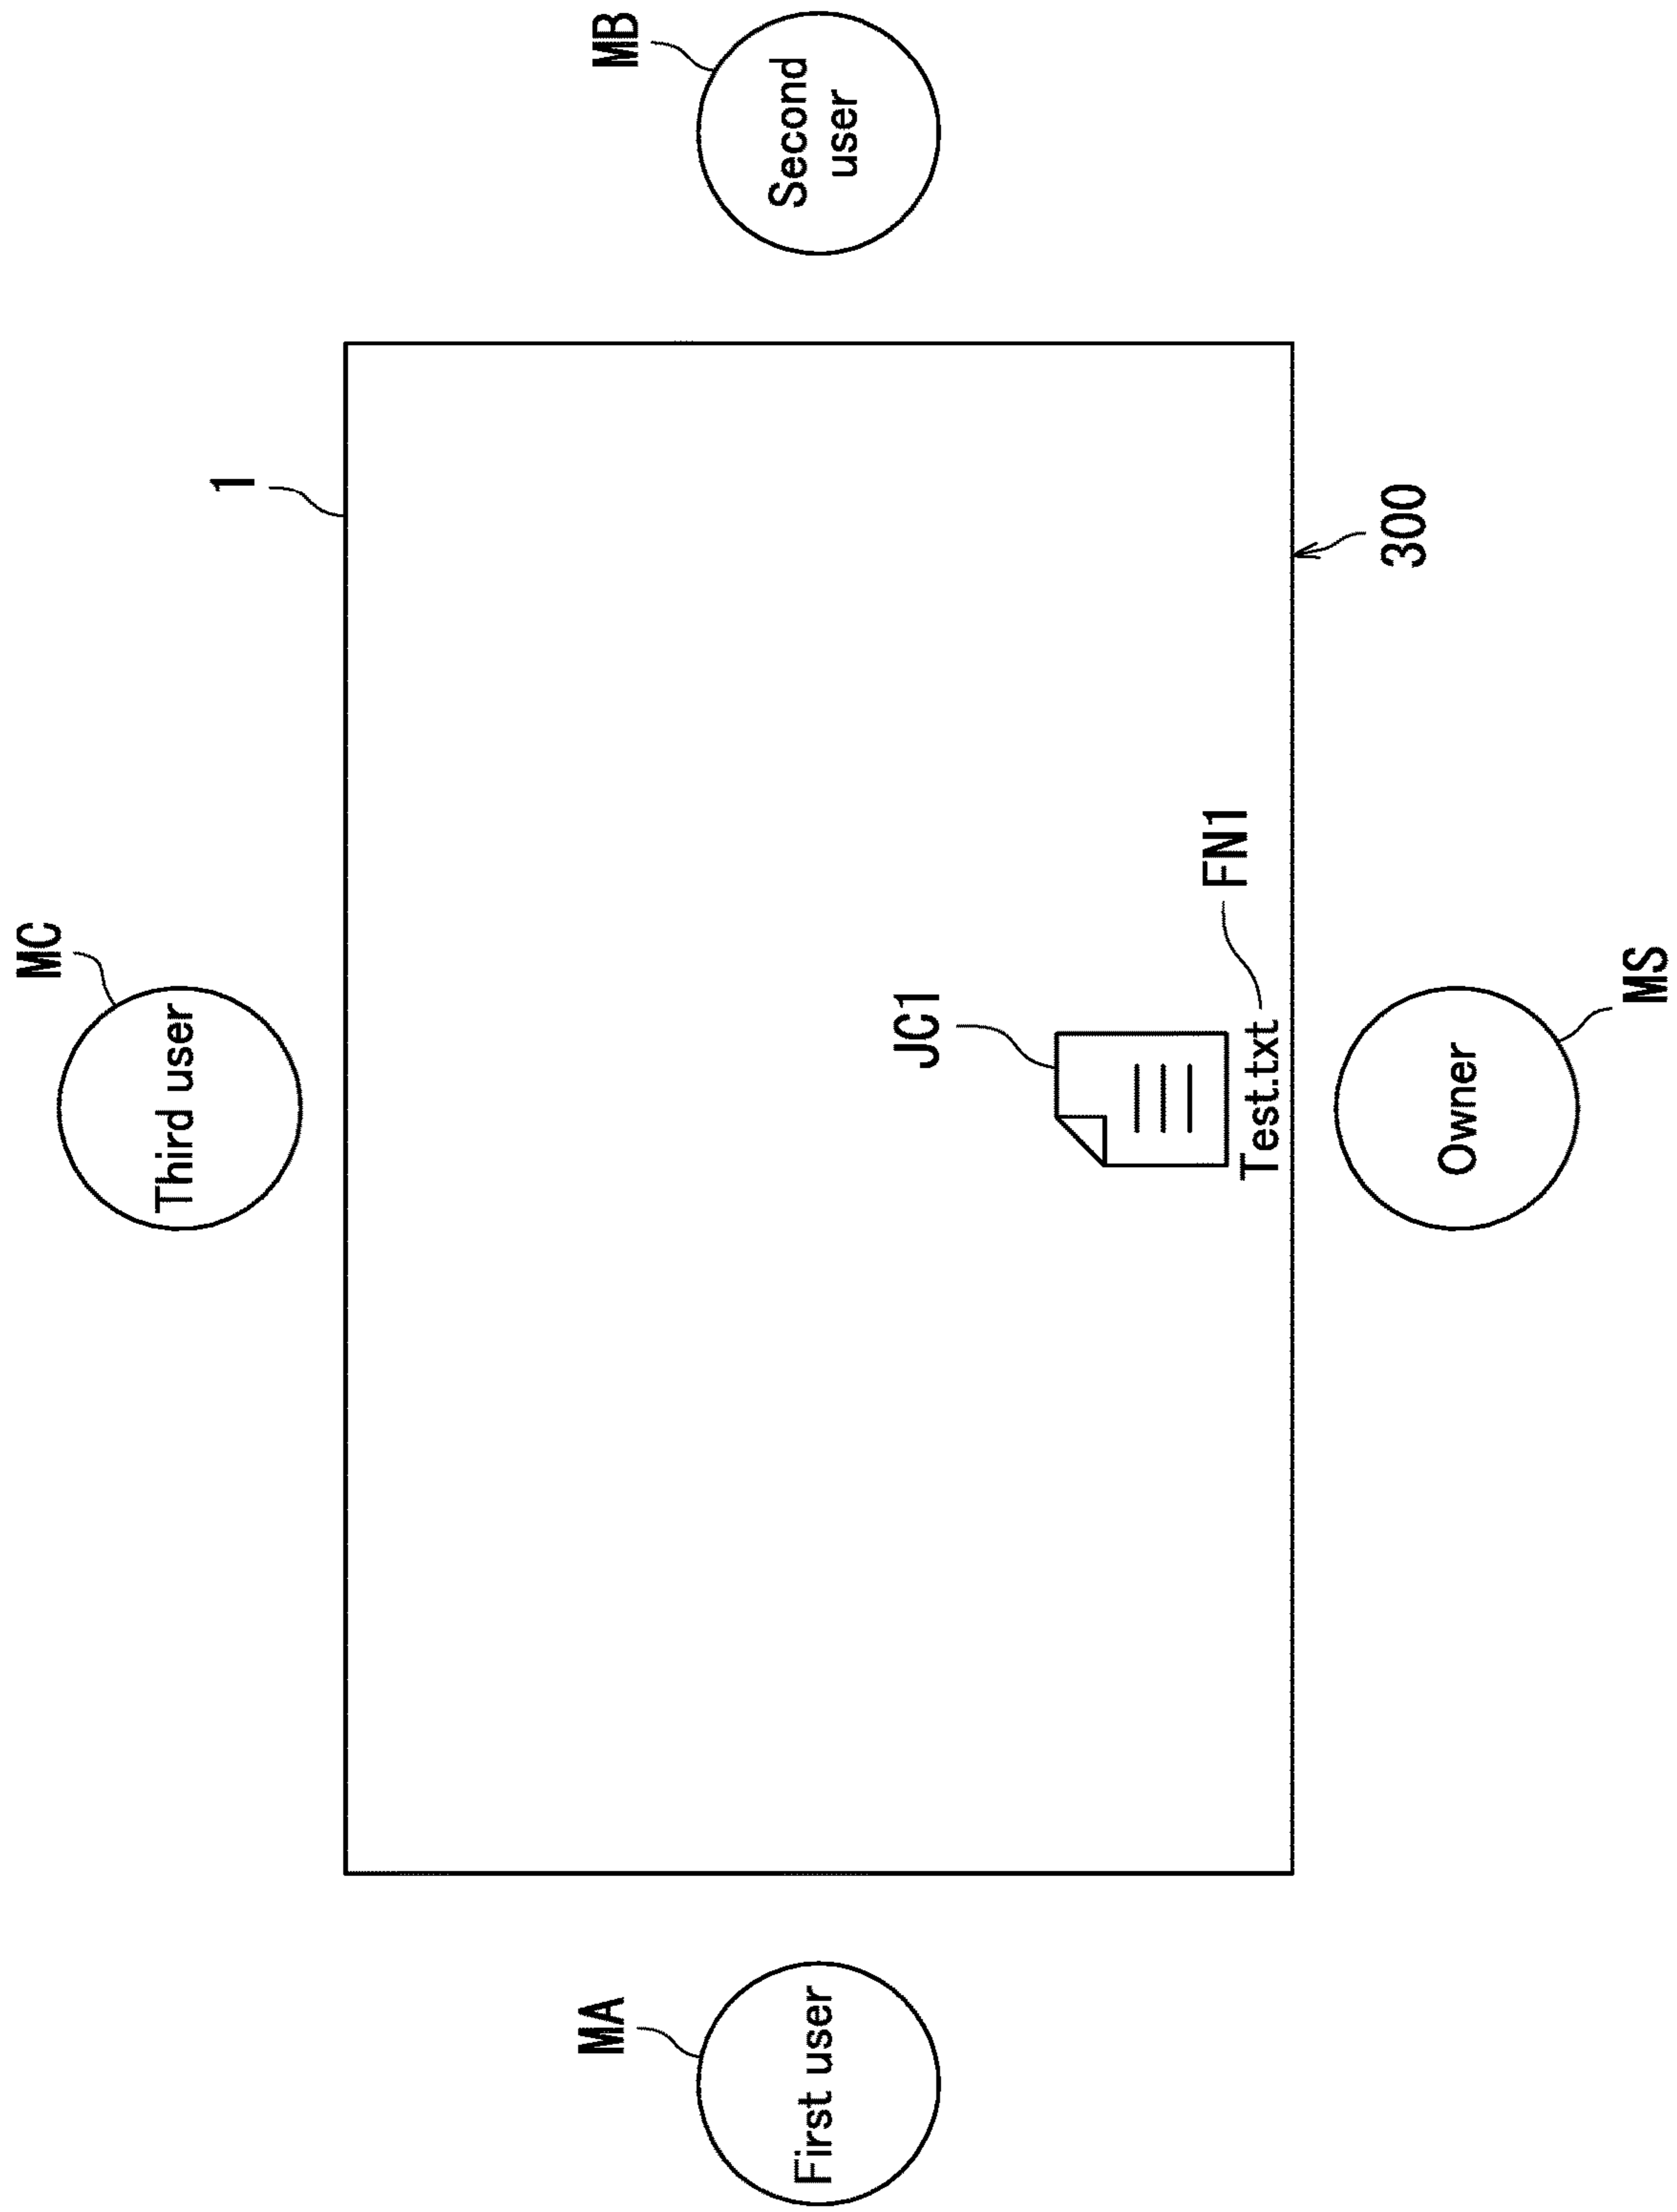 MC
Third user
1
MA
MB
First user
Second
user
JC1
FN1
Test.txt
300
Owner
MS